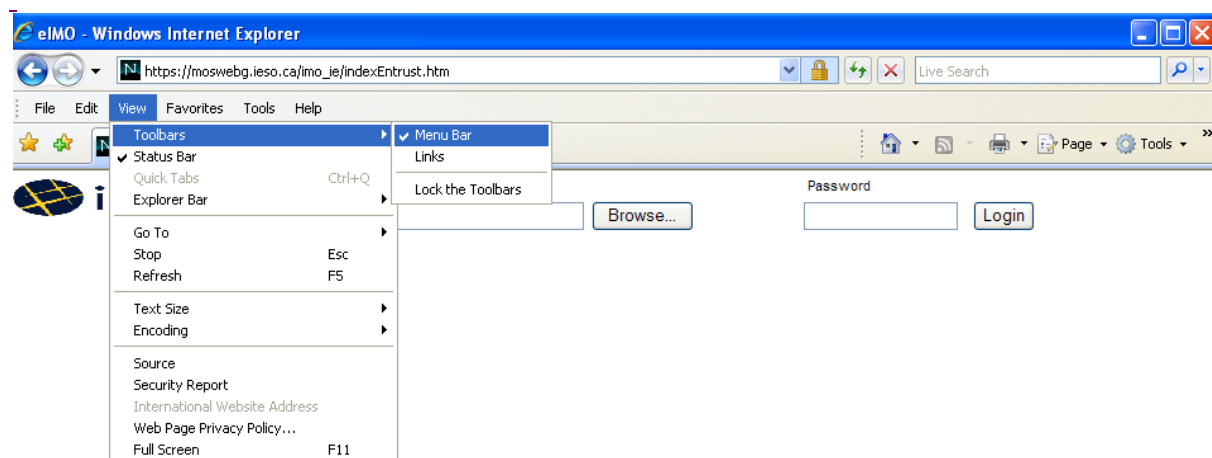 eIMO - Windows Internet Explorer
https://moswebg.ieso.ca/imo_ie/indexEntrust.htm
Live Search
File Edit View Favorites Tools Help
Toolbars
Menu Bar
Page Tools »
Status Bar
Links
Quick Tabs Ctrl+Q
Lock the Toolbars
Explorer Bar
Password
Browse...
Login
Go To
Stop Esc
Refresh F5
Text Size
Encoding
Source
Security Report
International Website Address
Web Page Privacy Policy...
Full Screen F11